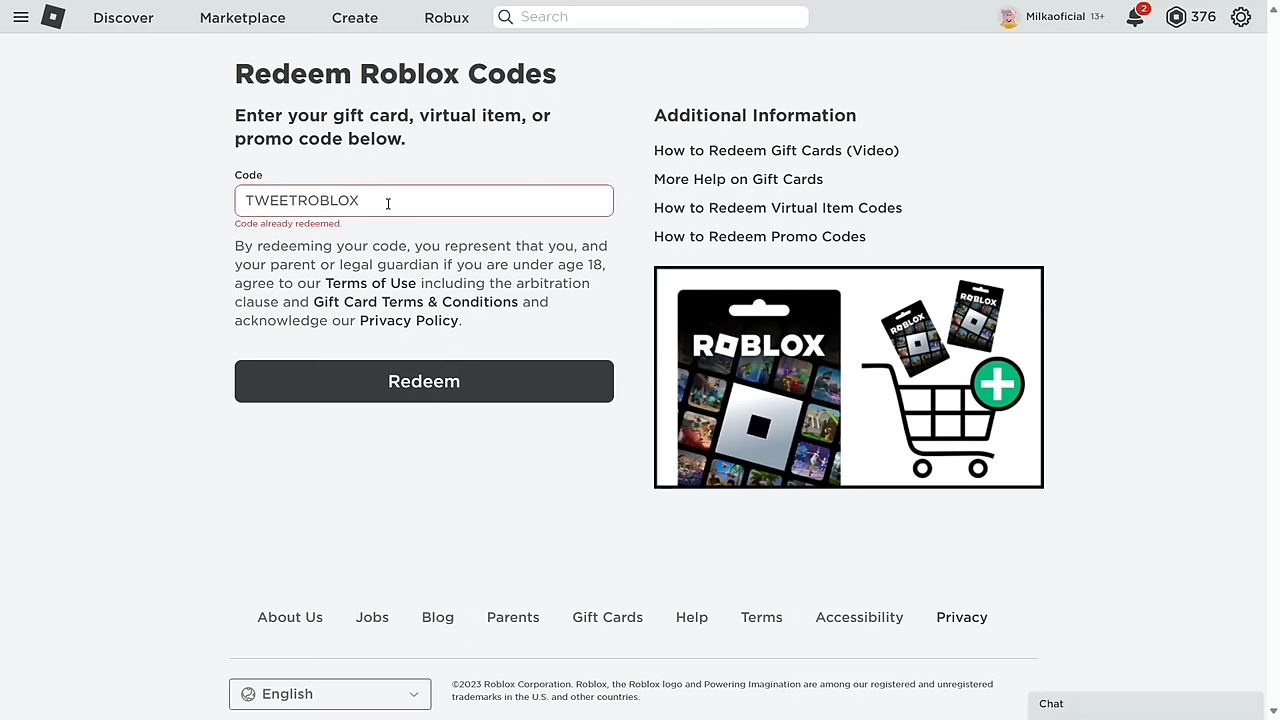 Discover Marketplace Create Robux Search Milkaoficial 13+ 2 376
Redeem Roblox Codes
Enter your gift card, virtual item, or
promo code below.
Code
TWEETROBLOX
Code already redeemed.
By redeeming your code, you represent that you, and
your parent or legal guardian if you are under age 18,
agree to our Terms of Use including the arbitration
clause and Gift Card Terms & Conditions and
acknowledge our Privacy Policy.
Redeem
Additional Information
How to Redeem Gift Cards (Video)
More Help on Gift Cards
How to Redeem Virtual Item Codes
How to Redeem Promo Codes
ROBLOX
ROBLOX
ROBLOX
About Us Jobs Blog Parents Gift Cards Help Terms Accessibility Privacy
English
©2023 Roblox Corporation. Roblox, the Roblox logo and Powering Imagination are among our registered and unregistered
trademarks in the U.S. and other countries.
Chat